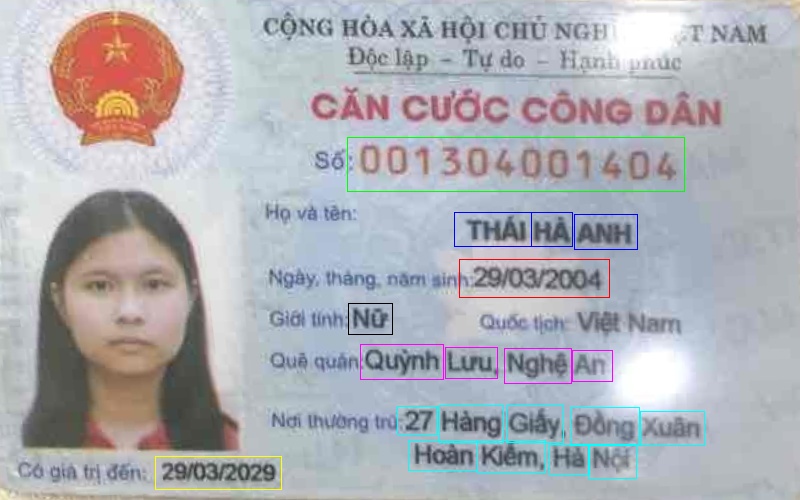 CỘNG HÒA XÃ HỘI CHỦ NGH T NAM
Độc lập - Tự do - Hạnh phúc
CĂN CƯỚC CÔNG DÂN
Số: 001304001404
Họ và tên:
THÁI HÀ ANH
Ngày, tháng, năm sinh: 29/03/2004
Giới tính: Nữ Quốc tịch: Việt Nam
Quê quán: Quỳnh Lưu, Nghệ An
Nơi thường trú: 27 Hàng Giấy, Đồng Xuân
Hoàn Kiếm, Hà Nội
Có giá trị đến: 29/03/2029